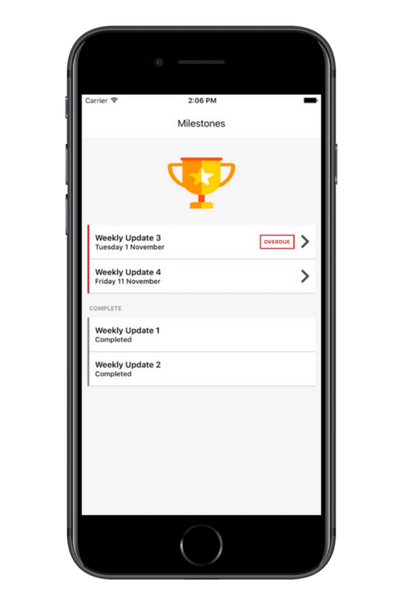 Carrier 2:06 PM
Milestones
Weekly Update 3
Tuesday 1 November
OVERDUE
Weekly Update 4
Friday 11 November
COMPLETE
Weekly Update 1
Completed
Weekly Update 2
Completed